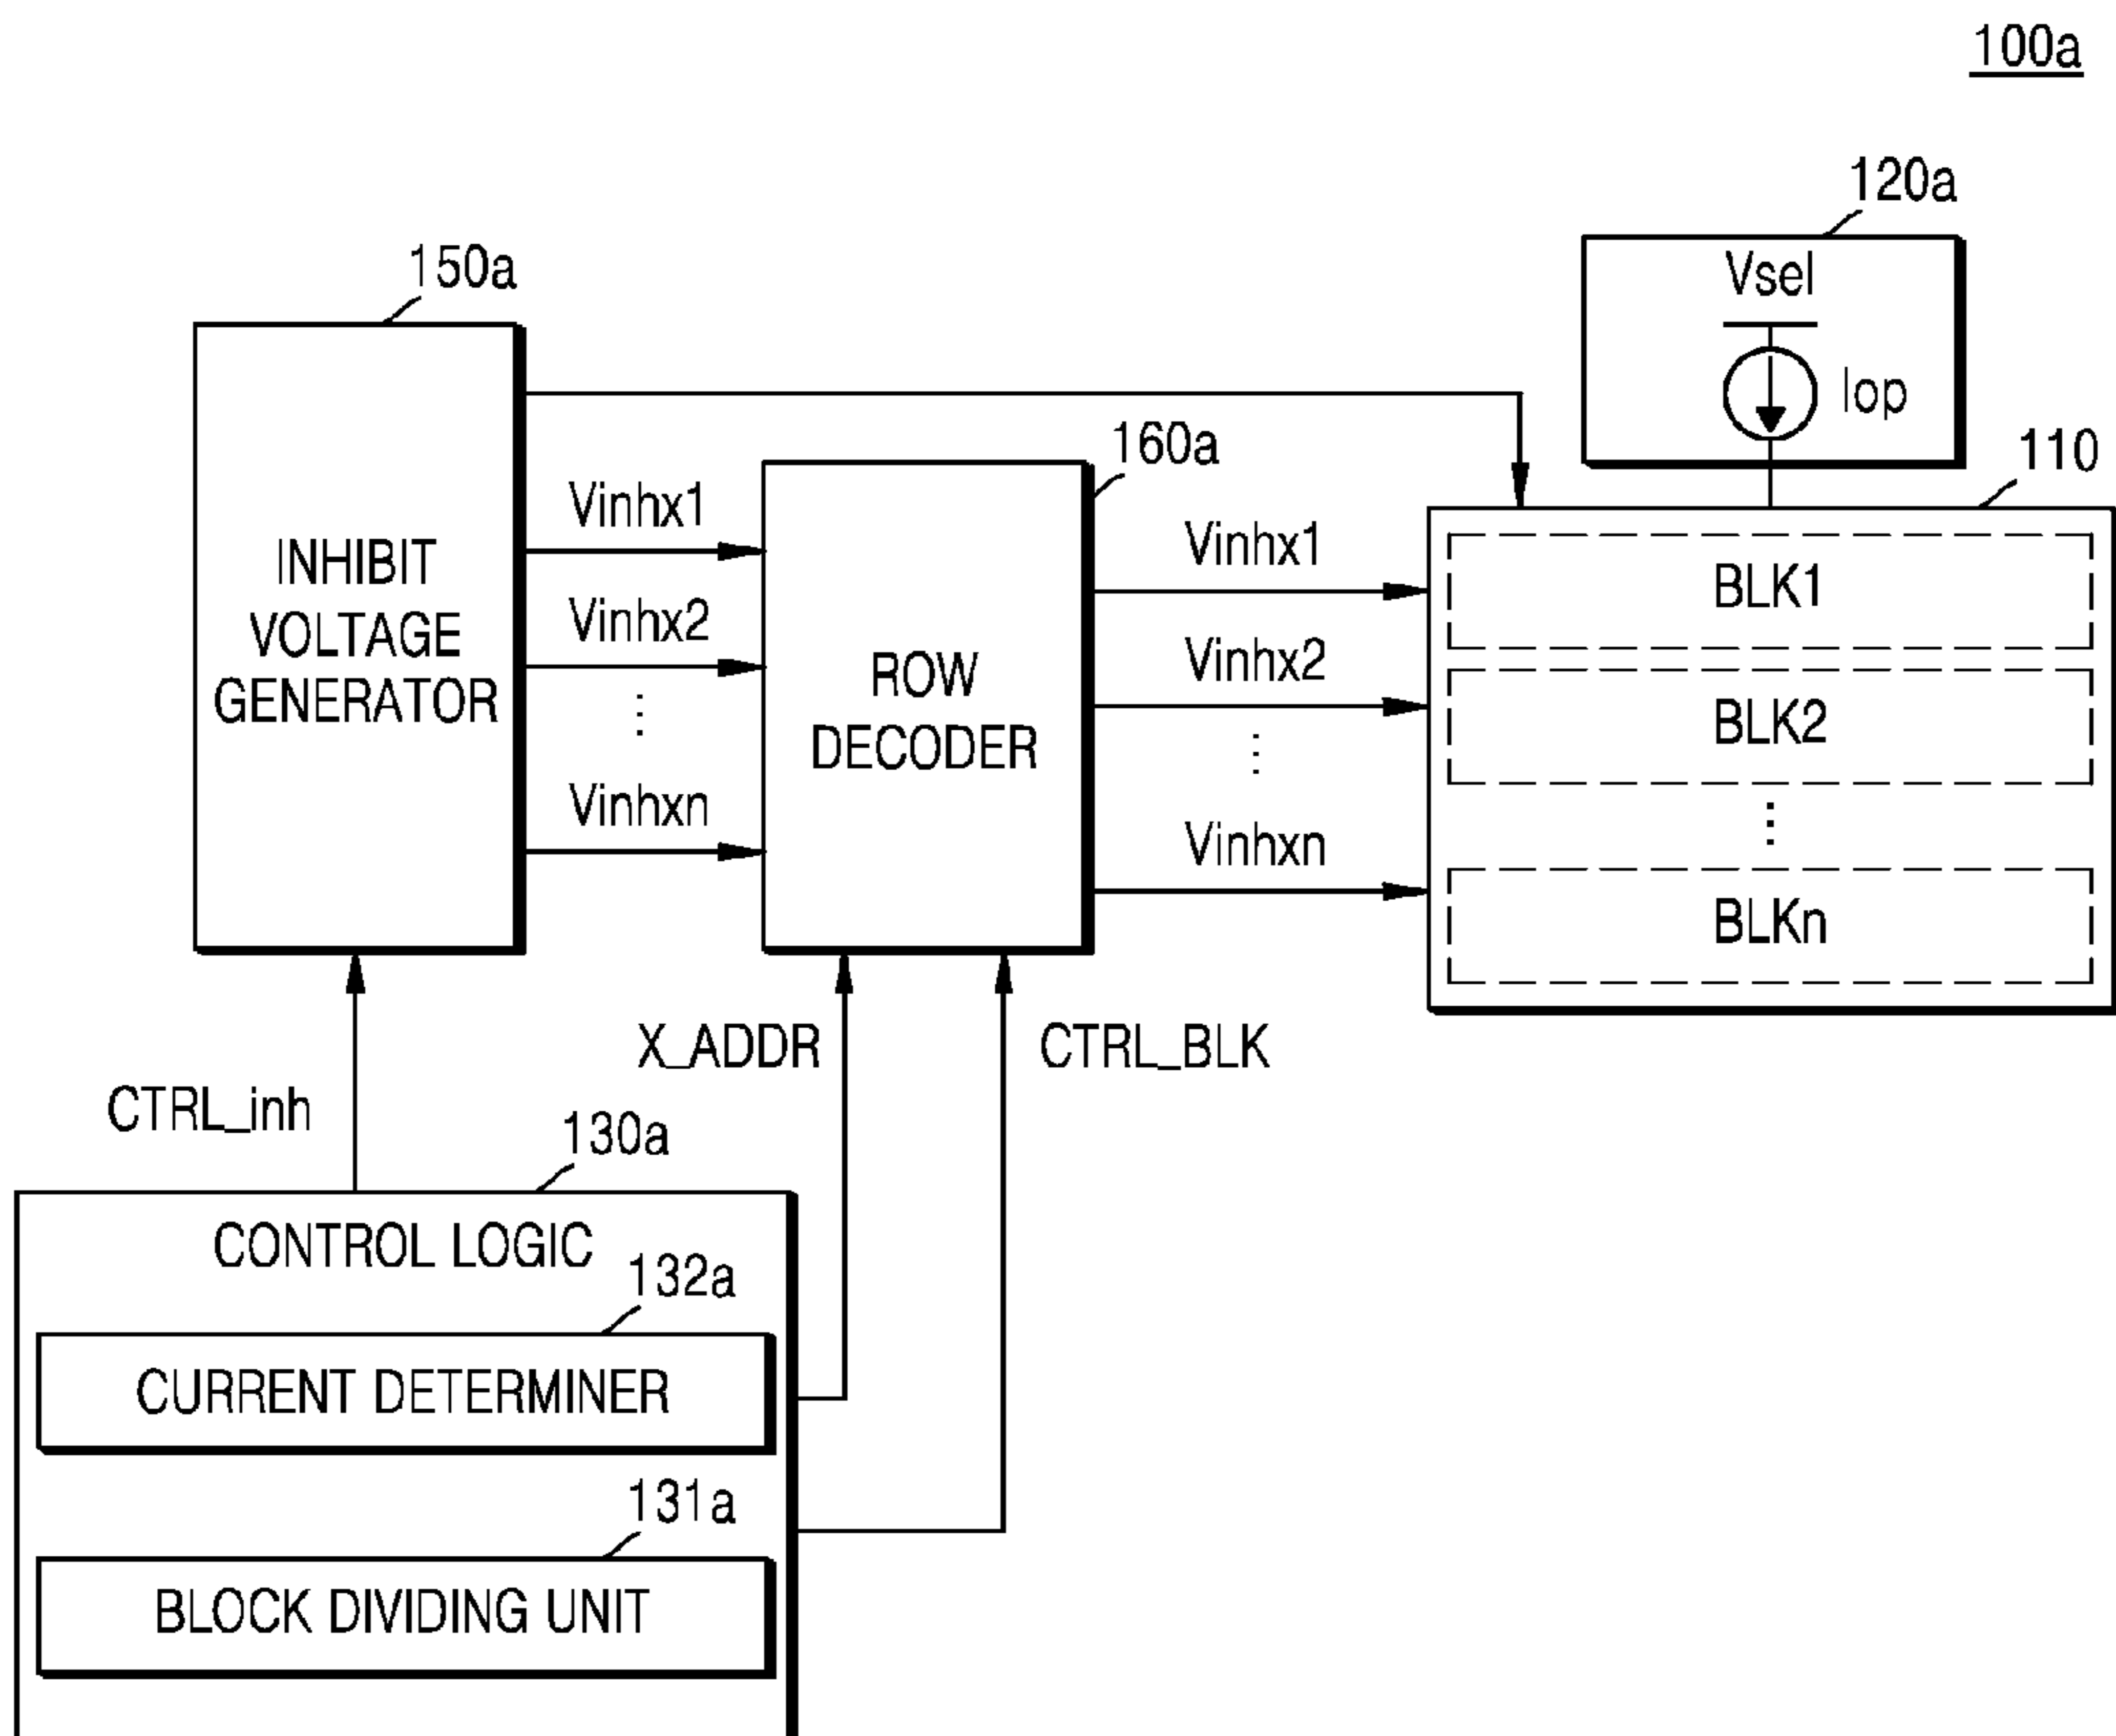 100a
120a
Vsel
Iop
150a
INHIBIT
VOLTAGE
GENERATOR
Vinhx1
Vinhx2
⋮
Vinhxn
160a
ROW
DECODER
Vinhx1
Vinhx2
⋮
Vinhxn
110
BLK1
BLK2
⋮
BLKn
CTRL_inh
X_ADDR
CTRL_BLK
130a
CONTROL LOGIC
132a
CURRENT DETERMINER
131a
BLOCK DIVIDING UNIT